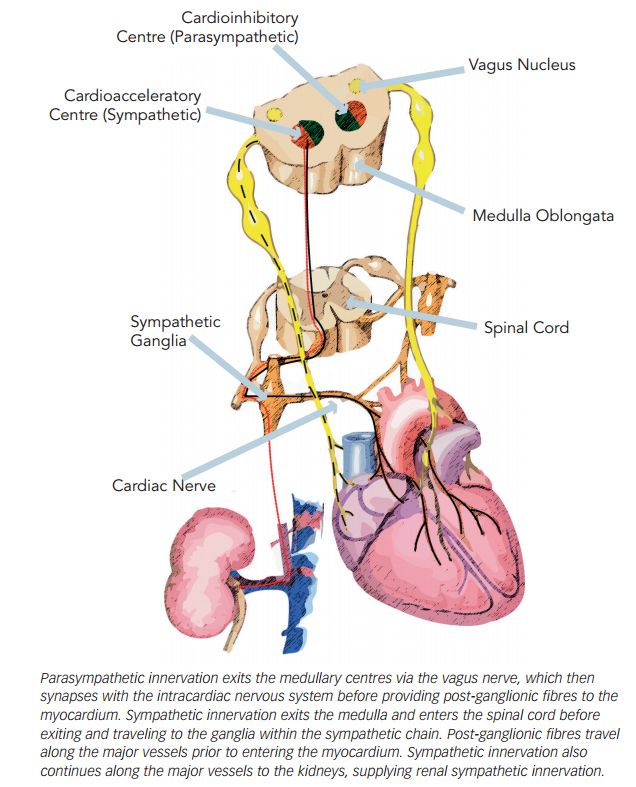 Cardioinhibitory
Centre (Parasympathetic)
Vagus Nucleus
Cardioacceleratory
Centre (Sympathetic)
Medulla Oblongata
Sympathetic
Ganglia
Spinal Cord
Cardiac Nerve
Parasympathetic innervation exits the medullary centres via the vagus nerve, which then
synapses with the intracardiac nervous system before providing post-ganglionic fibres to the
myocardium. Sympathetic innervation exits the medulla and enters the spinal cord before
exiting and traveling to the ganglia within the sympathetic chain. Post-ganglionic fibres travel
along the major vessels prior to entering the myocardium. Sympathetic innervation also
continues along the major vessels to the kidneys, supplying renal sympathetic innervation.